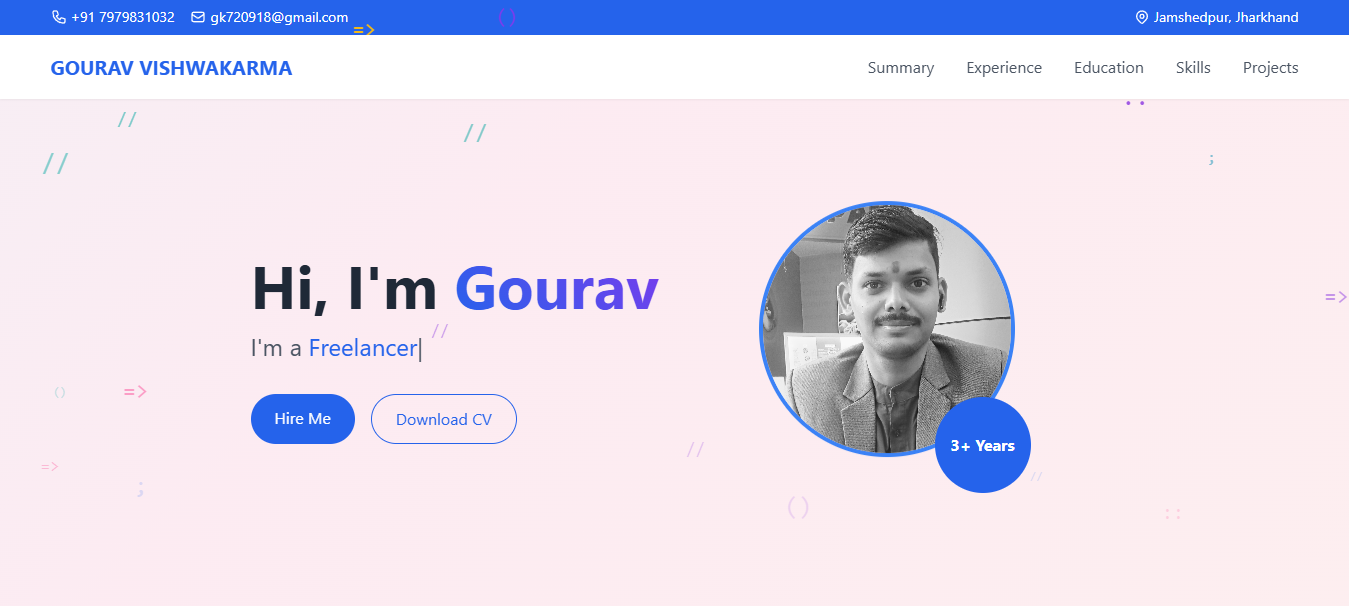 +91 7979831032 gk720918@gmail.com Jamshedpur, Jharkhand
()
=>
GOURAV VISHWAKARMA Summary Experience Education Skills Projects
::
//
//
//
;
Hi, I'm Gourav
=>
//
I'm a Freelancer|
() =>
Hire Me Download CV
3+ Years
//
=>
//
;
()
::